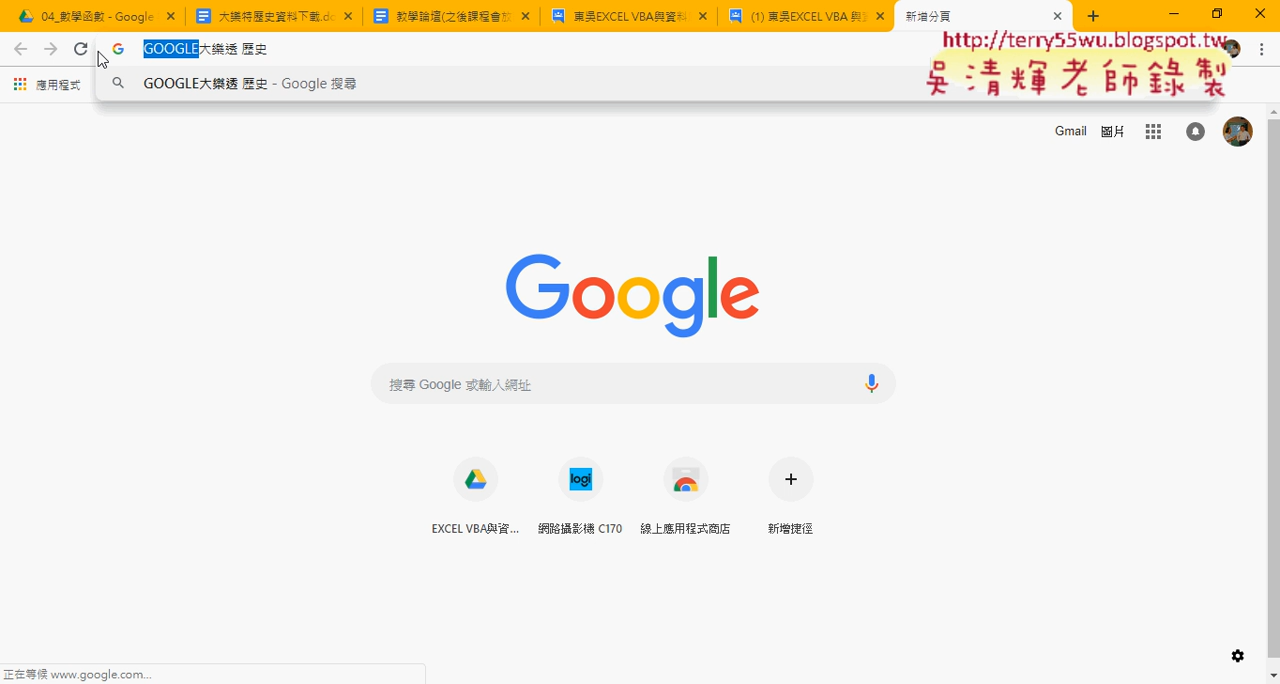 04_數學函數 - Google
大樂特歷史資料下載.do
教學論壇(之後課程會放
東吳EXCEL VBA與資料
(1) 東吳EXCEL VBA 與
新增分頁
GOOGLE大樂透 歷史
http://terry55wu.blogspot.tw
吳清輝老師錄製
GOOGLE大樂透 歷史 - Google 搜尋
應用程式
Gmail 圖片
Google
搜尋 Google 或輸入網址
logi
EXCEL VBA與資... 網路攝影機 C170 線上應用程式商店 新增捷徑
正在等候 www.google.com...